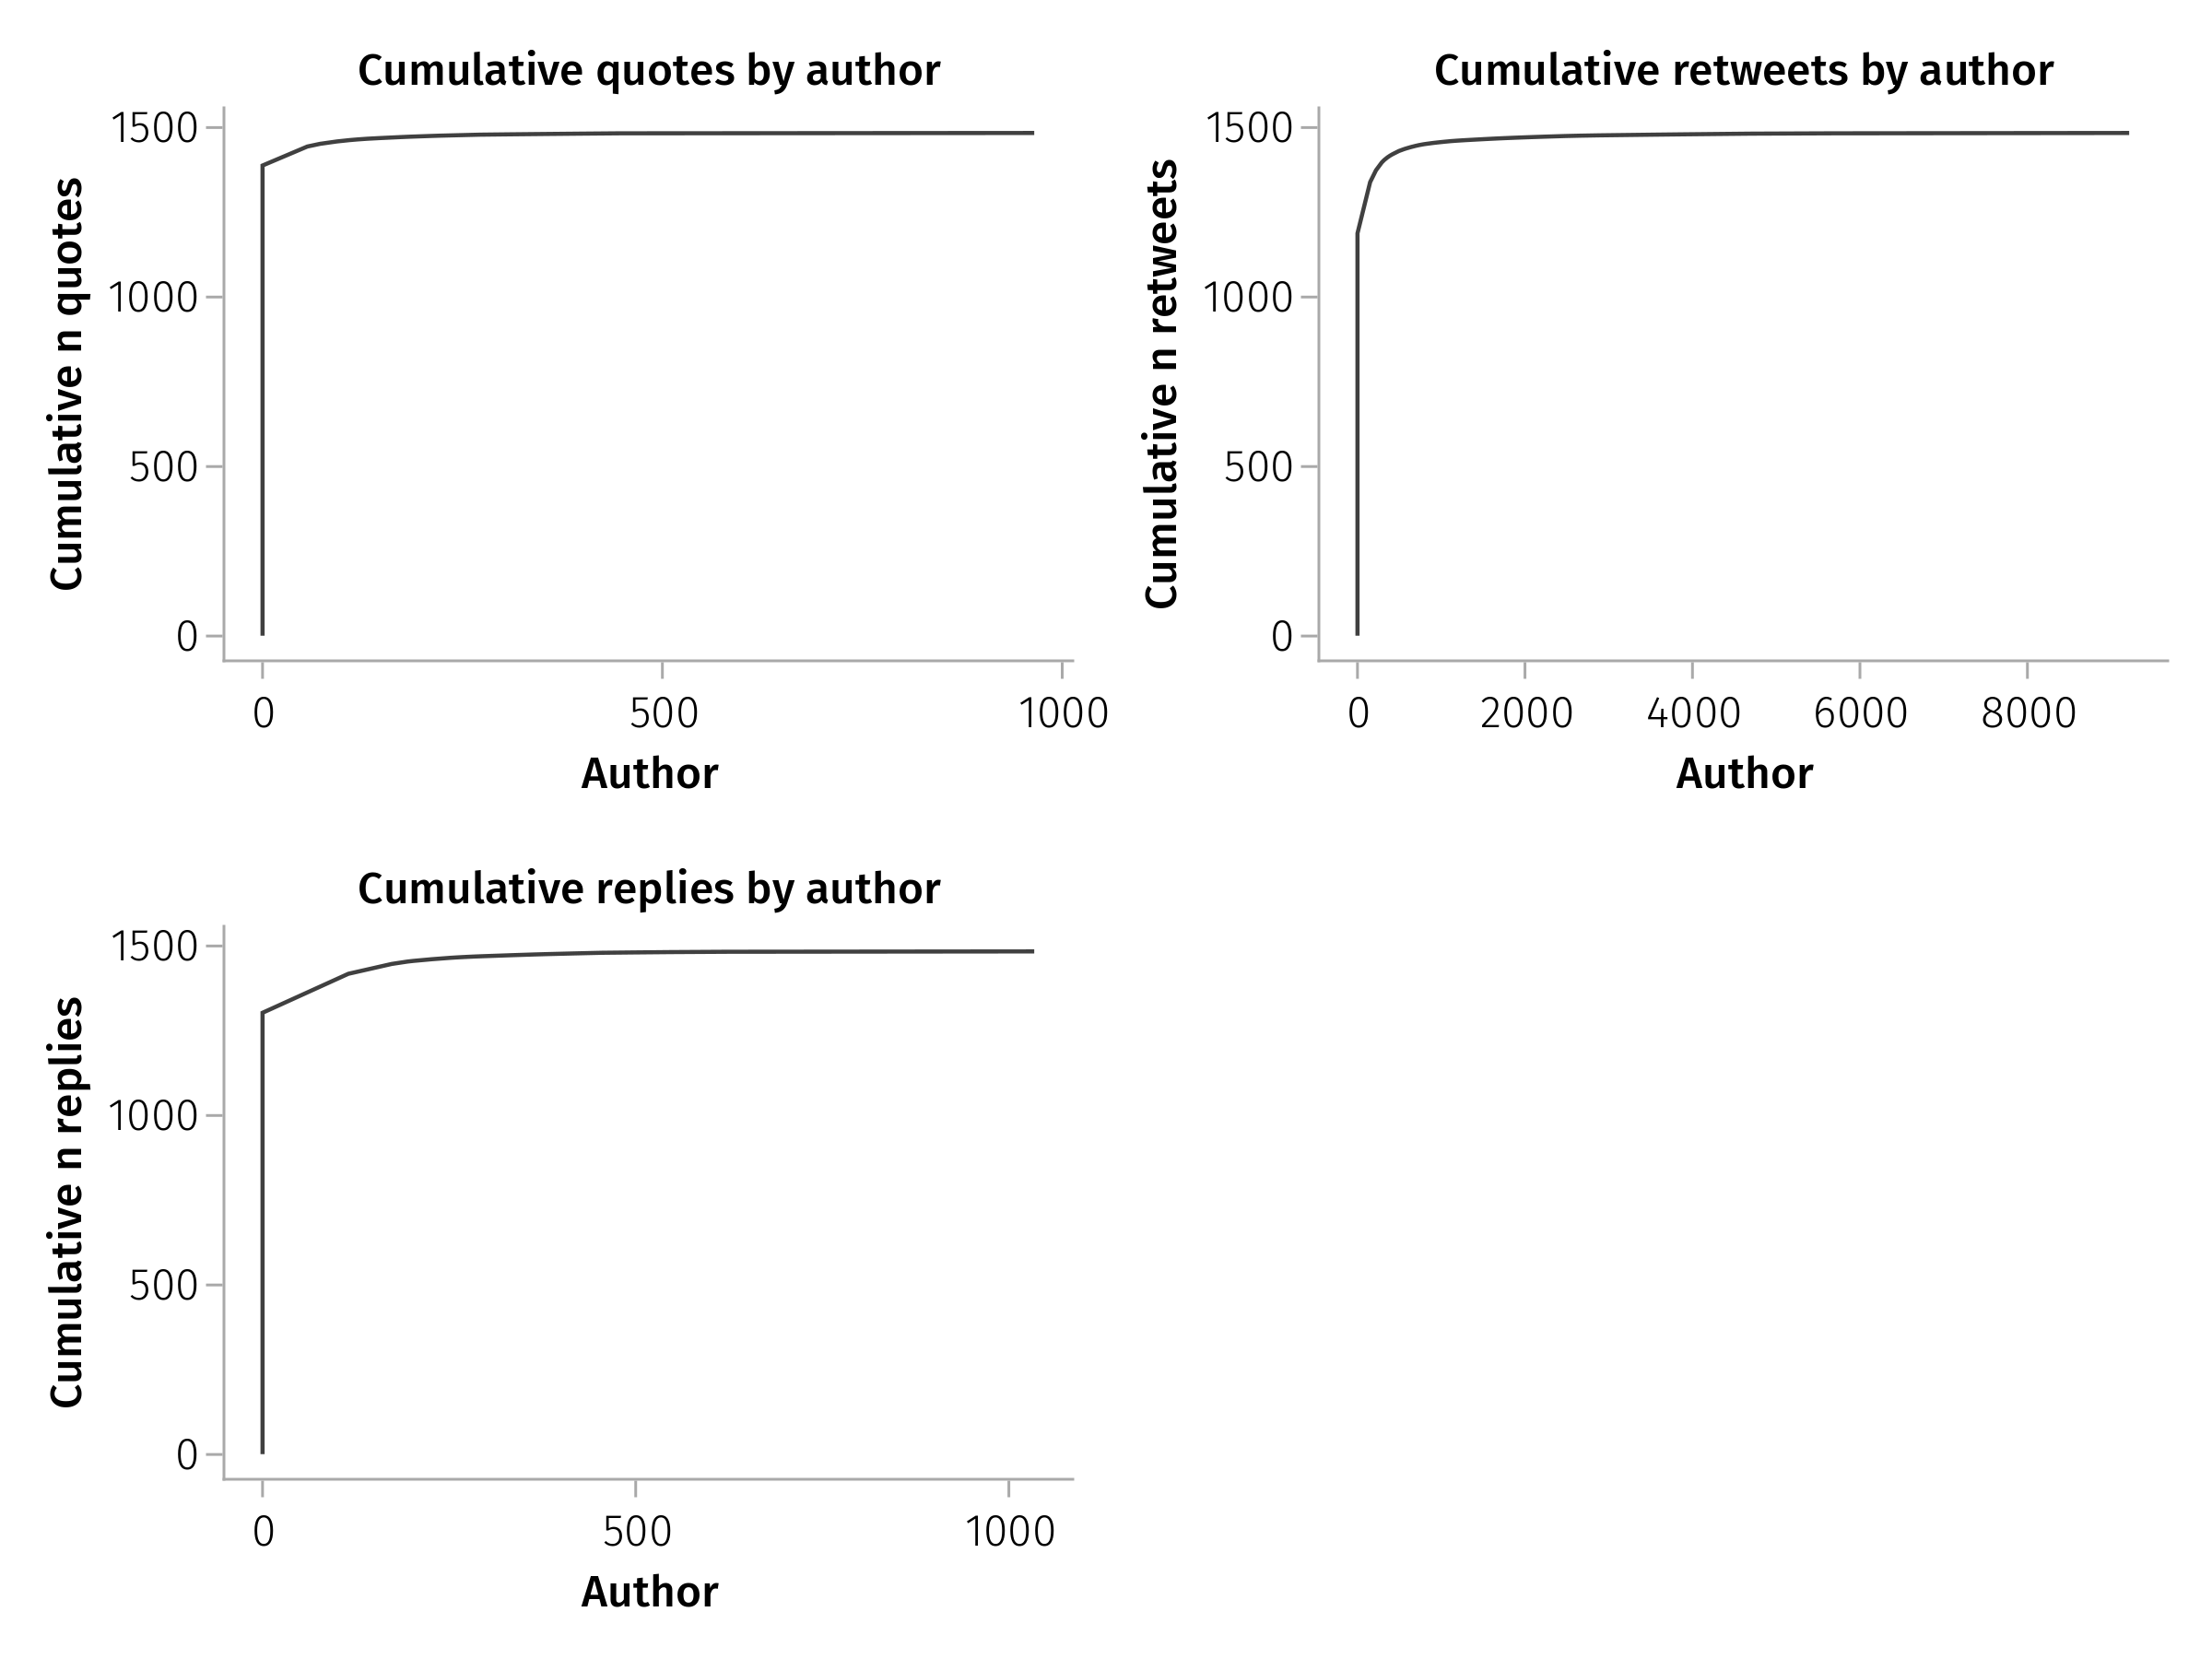 Cumulative quotes by author
Cumulative n quotes
1500
1000
500
0
0 500 1000
Author
Cumulative retweets by author
Cumulative n retweets
1500
1000
500
0
0 2000 4000 6000 8000
Author
Cumulative replies by author
Cumulative n replies
1500
1000
500
0
0 500 1000
Author